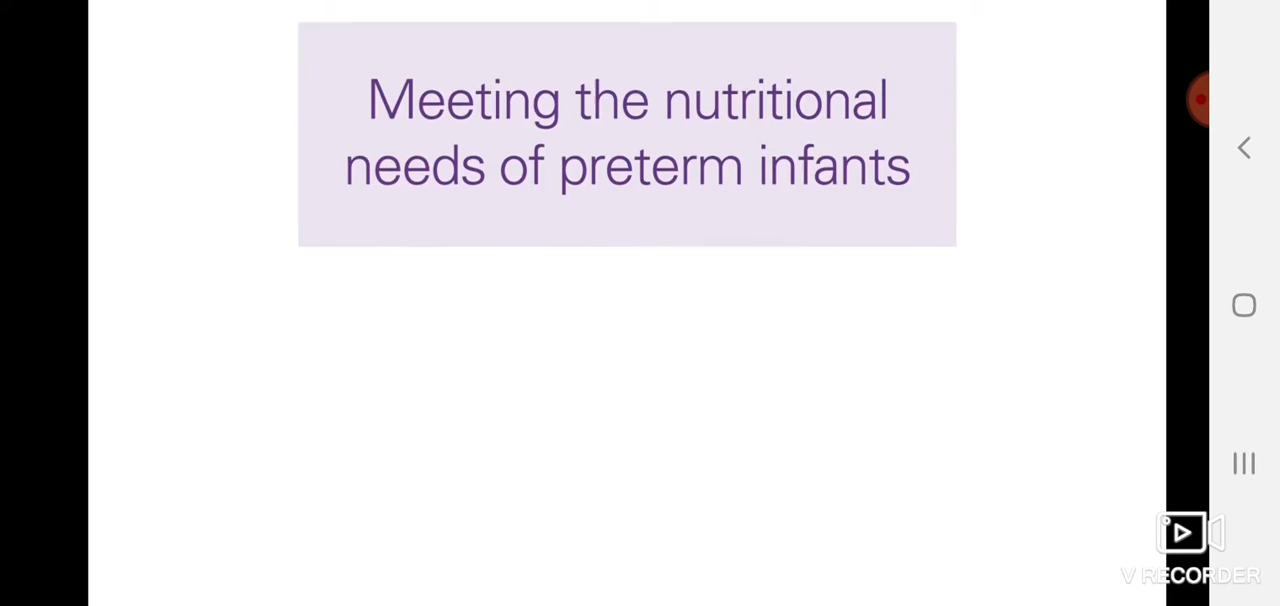 Meeting the nutritional
needs of preterm infants
V RECORDER